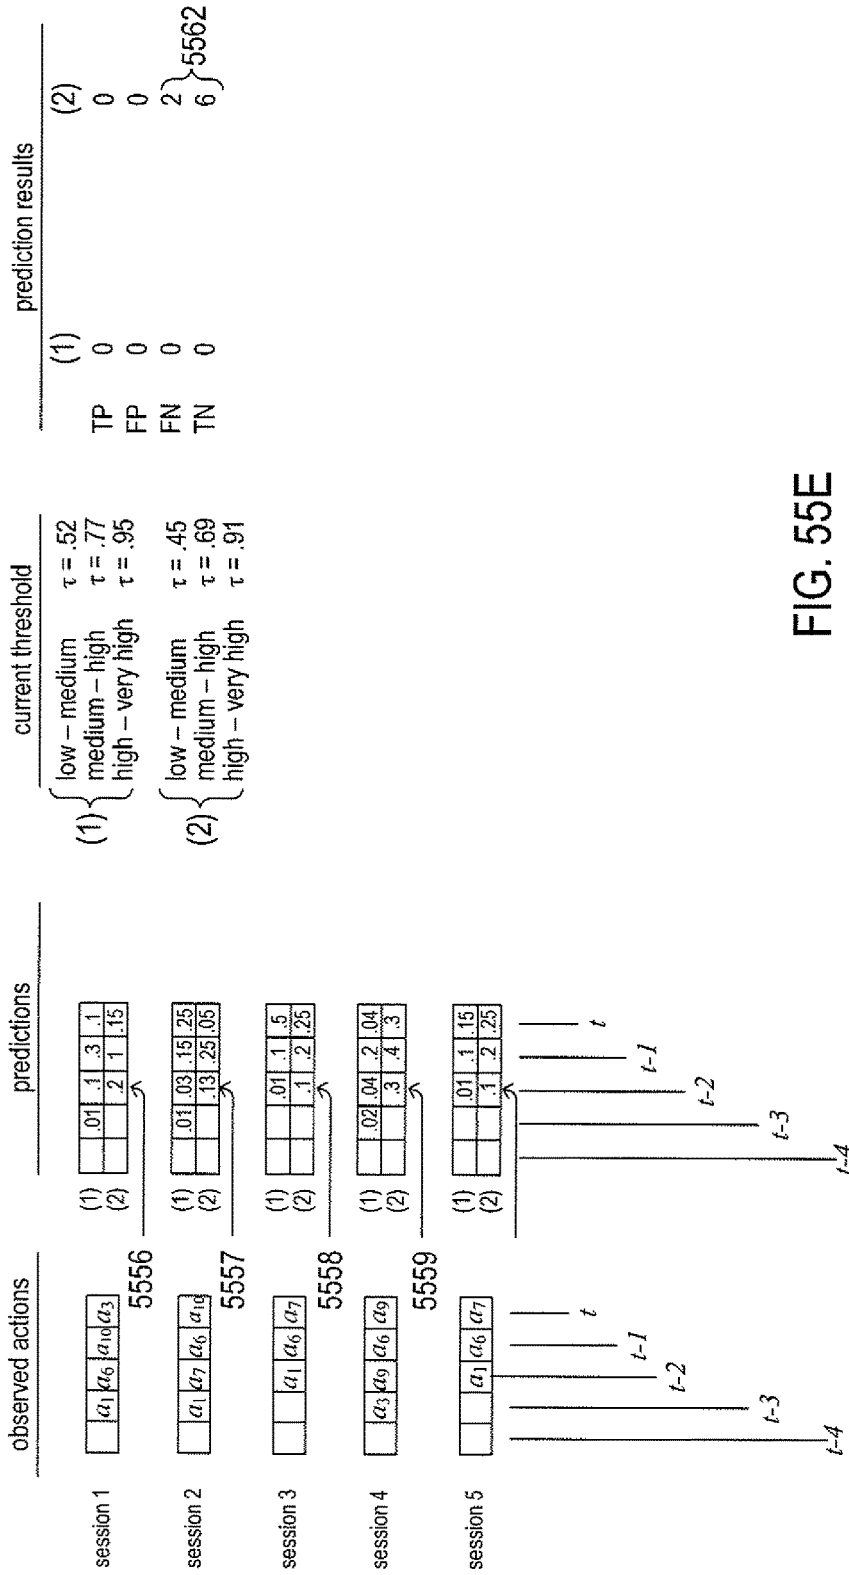 observed actions
predictions
current threshold
prediction results
session 1
a1 a6 a10 a3
(1) .01 .1 .3 .1
(2) .2 1 .15
5556
session 2
a1 a7 a6 a10
(1) .01 .03 .15 .25
(2) .13 .25 .05
5557
session 3
a1 a6 a7
(1) .01 .1 .5
(2) .1 .2 .25
5558
session 4
a3 a9 a6 a9
(1) .02 .04 .2 .04
(2) .3 .4 .3
5559
session 5
a1 a6 a7
(1) .01 .1 .15
(2) .1 .2 .25
t-4 t-3 t-2 t-1 t
t-4 t-3 t-2 t-1 t
(1)
low – medium τ = .52
medium – high τ = .77
high – very high τ = .95
(2)
low – medium τ = .45
medium – high τ = .69
high – very high τ = .91
(1) (2)
TP 0 0
FP 0 0
FN 0 2
TN 0 6
5562
FIG. 55E